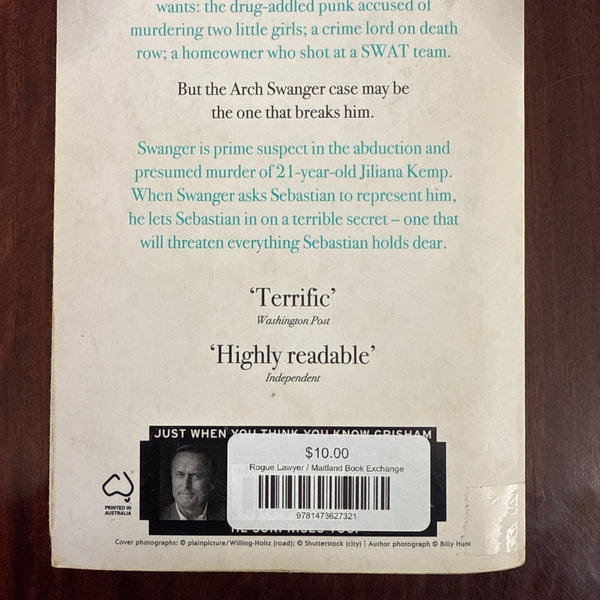 wants: the drug-addled punk accused of
murdering two little girls; a crime lord on death
row; a homeowner who shot at a SWAT team.
But the Arch Swanger case may be
the one that breaks him.
Swanger is prime suspect in the abduction and
presumed murder of 21-year-old Jiliana Kemp.
When Swanger asks Sebastian to represent him,
he lets Sebastian in on a terrible secret – one that
will threaten everything Sebastian holds dear.
‘Terrific’
Washington Post
‘Highly readable’
Independent
JUST WHEN YOU THINK YOU KNOW GRISHAM
$10.00
Rogue Lawyer / Maitland Book Exchange
9781473627321
HE SURPRISES YOU.
PRINTED IN
AUSTRALIA
Cover photographs: © plainpicture/Willing-Holtz (road); © Shutterstock (city) | Author photograph © Billy Hunt